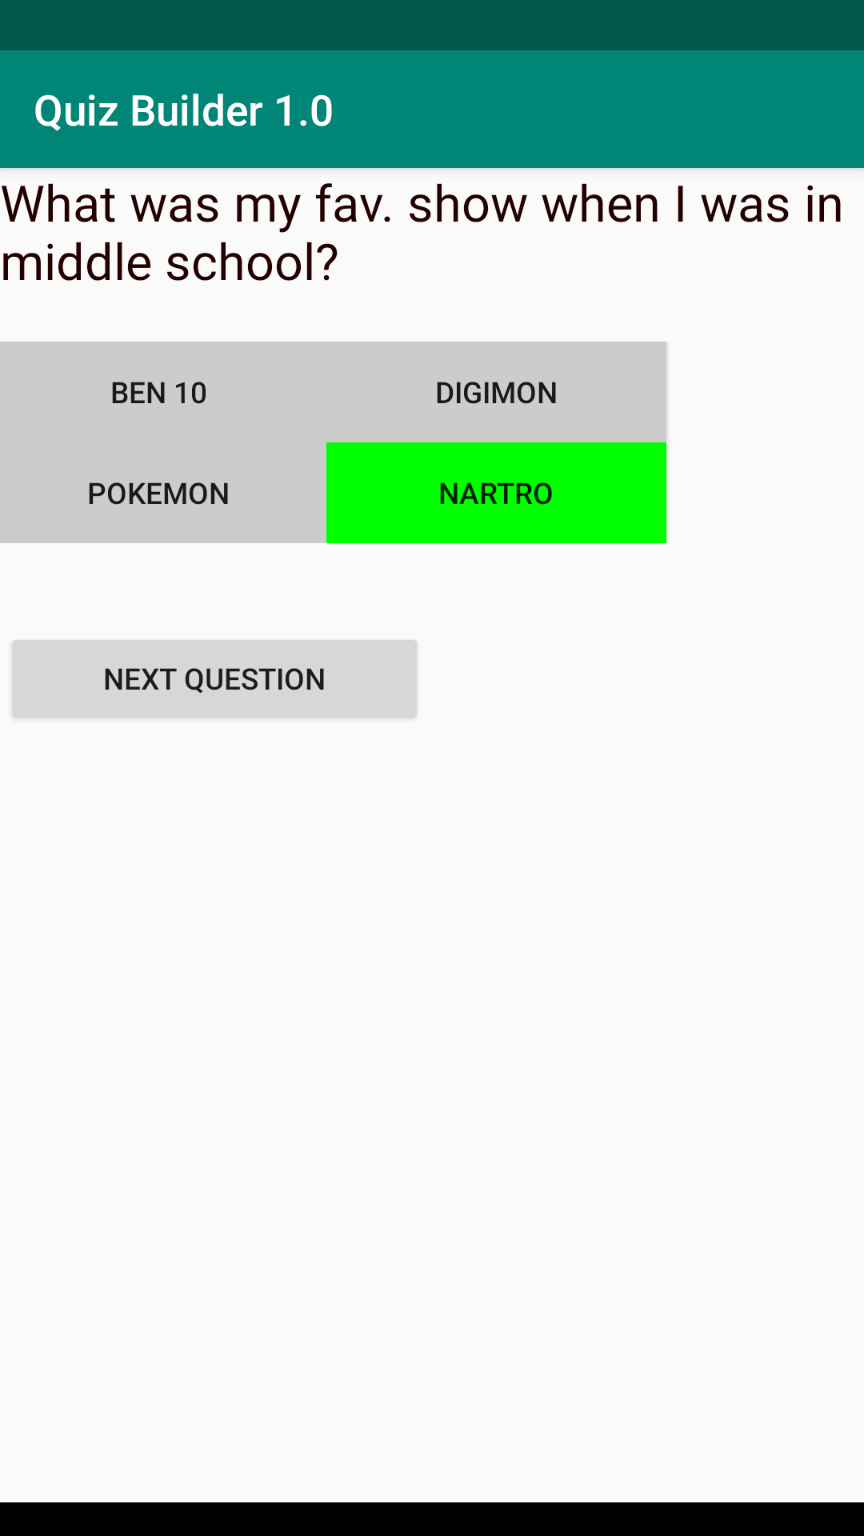 Quiz Builder 1.0
What was my fav. show when I was in
middle school?
BEN 10
DIGIMON
POKEMON
NARTRO
NEXT QUESTION